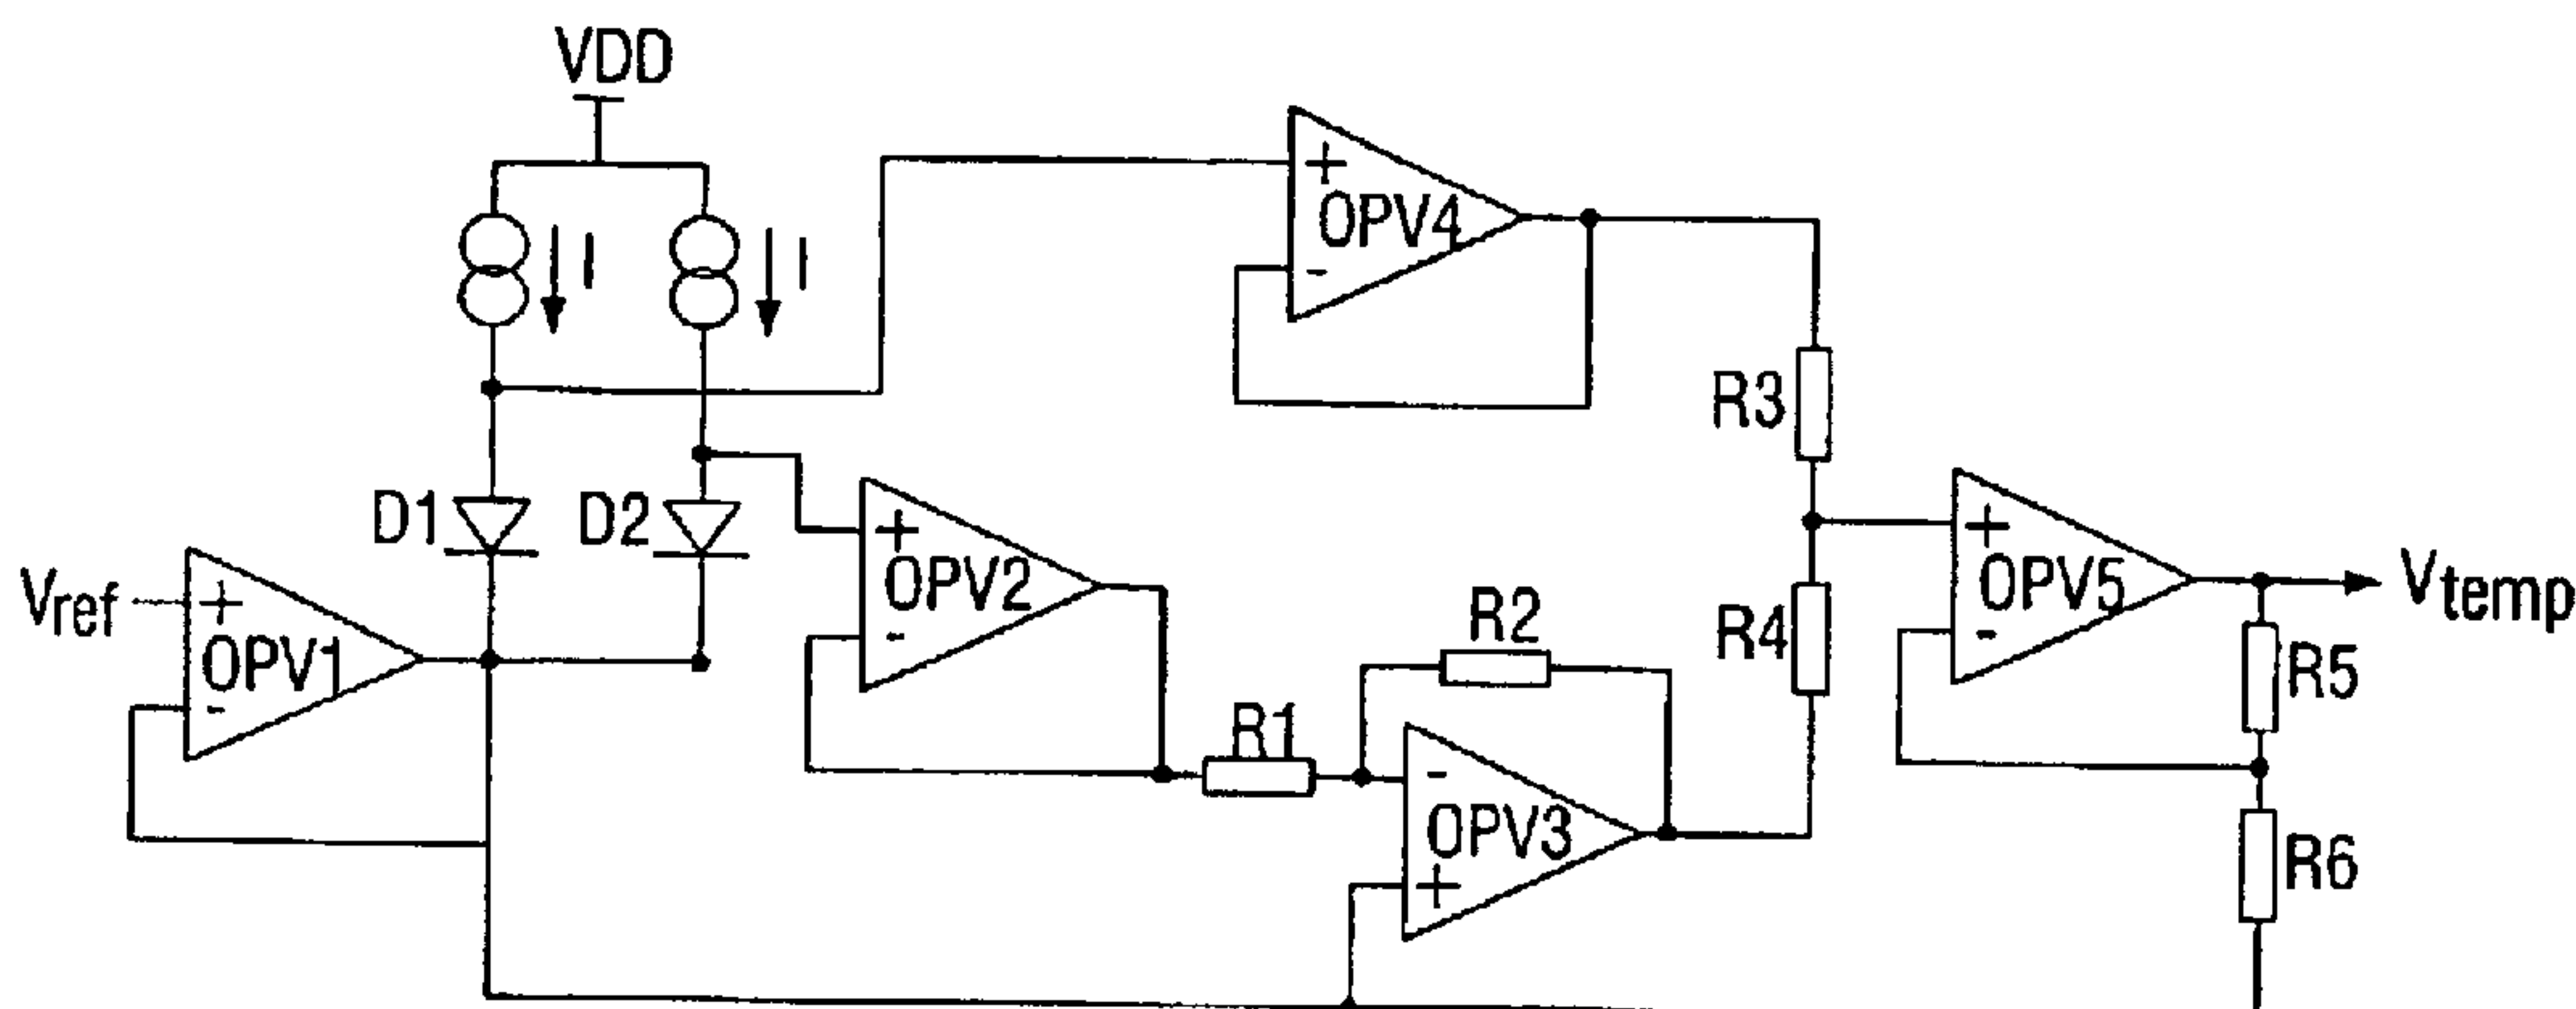 VDD
I
I
+
OPV4
-
R3
D1
D2
+
OPV2
-
Vref
+
OPV1
-
R1
R2
-
OPV3
+
R4
+
OPV5
-
Vtemp
R5
R6